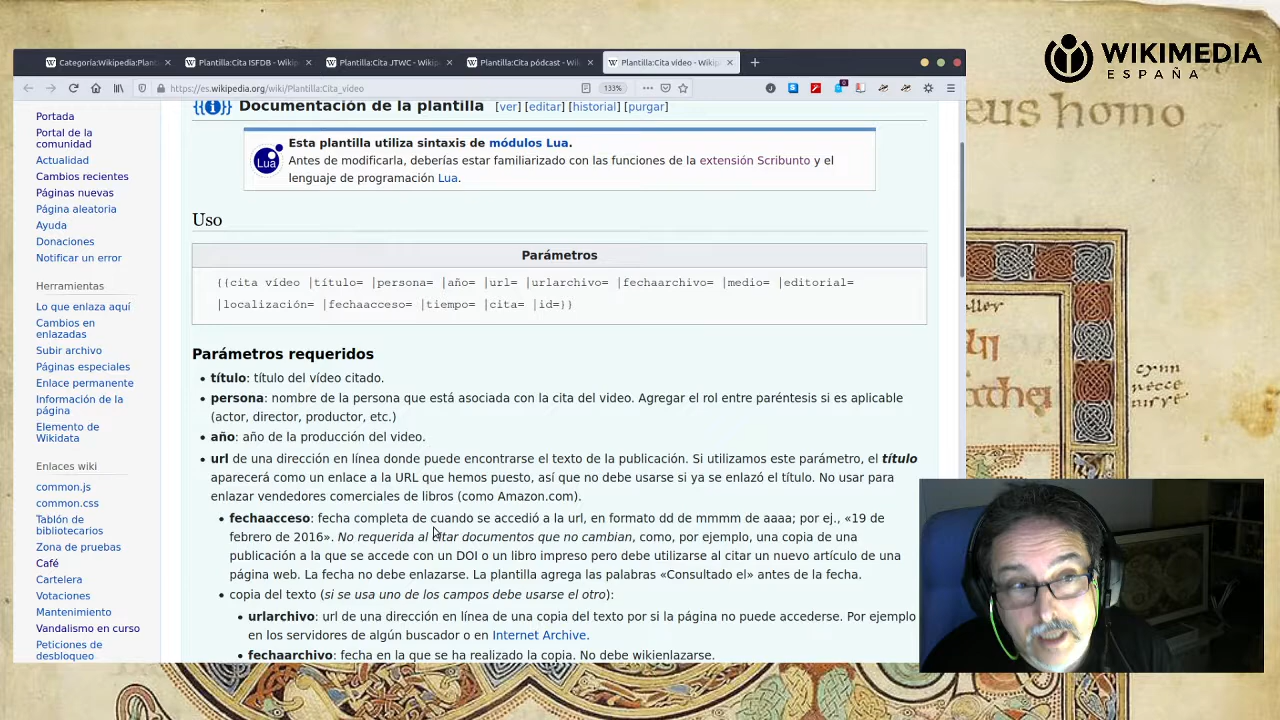 WIKIMEDIA
ESPAÑA
Categoría:Wikipedia:Plant
Plantilla:Cita ISFDB - Wikip
Plantilla:Cita JTWC - Wikip
Plantilla:Cita pódcast - Wik
Plantilla:Cita video - Wikip
https://es.wikipedia.org/wiki/Plantilla:Cita_video
133%
Portada
Portal de la
comunidad
Actualidad
Cambios recientes
Páginas nuevas
Página aleatoria
Ayuda
Donaciones
Notificar un error
Herramientas
Lo que enlaza aquí
Cambios en
enlazadas
Subir archivo
Páginas especiales
Enlace permanente
Información de la
página
Elemento de
Wikidata
Enlaces wiki
common.js
common.css
Tablón de
bibliotecarios
Zona de pruebas
Café
Cartelera
Votaciones
Mantenimiento
Vandalismo en curso
Peticiones de
desbloqueo
Documentación de la plantilla [ver] [editar] [historial] [purgar]
Lua
Esta plantilla utiliza sintaxis de módulos Lua.
Antes de modificarla, deberías estar familiarizado con las funciones de la extensión Scribunto y el
lenguaje de programación Lua.
Uso
Parámetros
{{cita video |título= |persona= |año= |url= |urlarchivo= |fechaarchivo= |medio= |editorial=
|localización= |fechaacceso= |tiempo= |cita= |id=}}
Parámetros requeridos
• título: título del vídeo citado.
• persona: nombre de la persona que está asociada con la cita del video. Agregar el rol entre paréntesis si es aplicable
(actor, director, productor, etc.)
• año: año de la producción del video.
• url de una dirección en línea donde puede encontrarse el texto de la publicación. Si utilizamos este parámetro, el título
aparecerá como un enlace a la URL que hemos puesto, así que no debe usarse si ya se enlazó el título. No usar para
enlazar vendedores comerciales de libros (como Amazon.com).
• fechaacceso: fecha completa de cuando se accedió a la url, en formato dd de mmmm de aaaa; por ej., «19 de
febrero de 2016». No requerida al citar documentos que no cambian, como, por ejemplo, una copia de una
publicación a la que se accede con un DOI o un libro impreso pero debe utilizarse al citar un nuevo artículo de una
página web. La fecha no debe enlazarse. La plantilla agrega las palabras «Consultado el» antes de la fecha.
• copia del texto (si se usa uno de los campos debe usarse el otro):
• urlarchivo: url de una dirección en línea de una copia del texto por si la página no puede accederse. Por ejemplo
en los servidores de algún buscador o en Internet Archive.
• fechaarchivo: fecha en la que se ha realizado la copia. No debe wikienlazarse.
eus homo